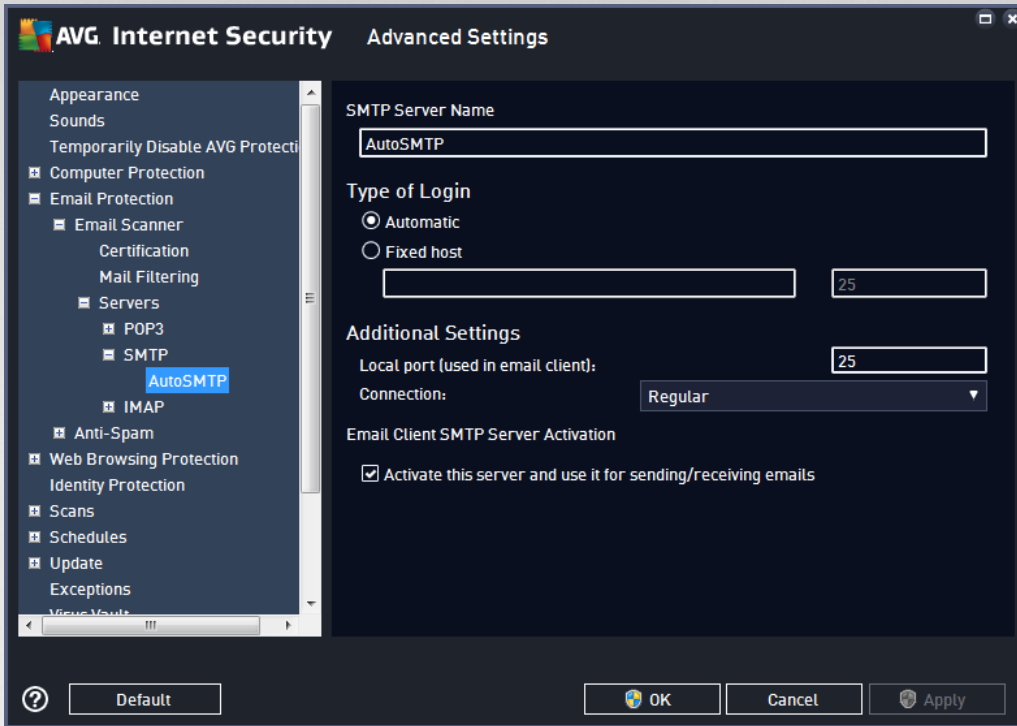 AVG Internet Security Advanced Settings
Appearance
Sounds
Temporarily Disable AVG Protecti
Computer Protection
Email Protection
Email Scanner
Certification
Mail Filtering
Servers
POP3
SMTP
AutoSMTP
IMAP
Anti-Spam
Web Browsing Protection
Identity Protection
Scans
Schedules
Update
Exceptions
Virus Vault
SMTP Server Name
AutoSMTP
Type of Login
Automatic
Fixed host
25
Additional Settings
Local port (used in email client): 25
Connection: Regular
Email Client SMTP Server Activation
Activate this server and use it for sending/receiving emails
? Default OK Cancel Apply